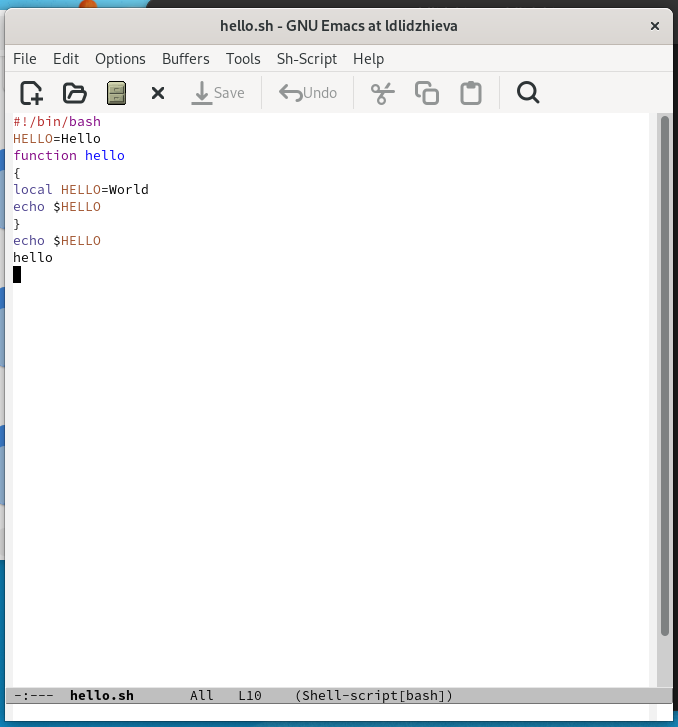 hello.sh - GNU Emacs at ldlidzhieva
File Edit Options Buffers Tools Sh-Script Help
Save Undo
#!/bin/bash
HELLO=Hello
function hello
{
local HELLO=World
echo $HELLO
}
echo $HELLO
hello
-:--- hello.sh All L10 (Shell-script[bash])